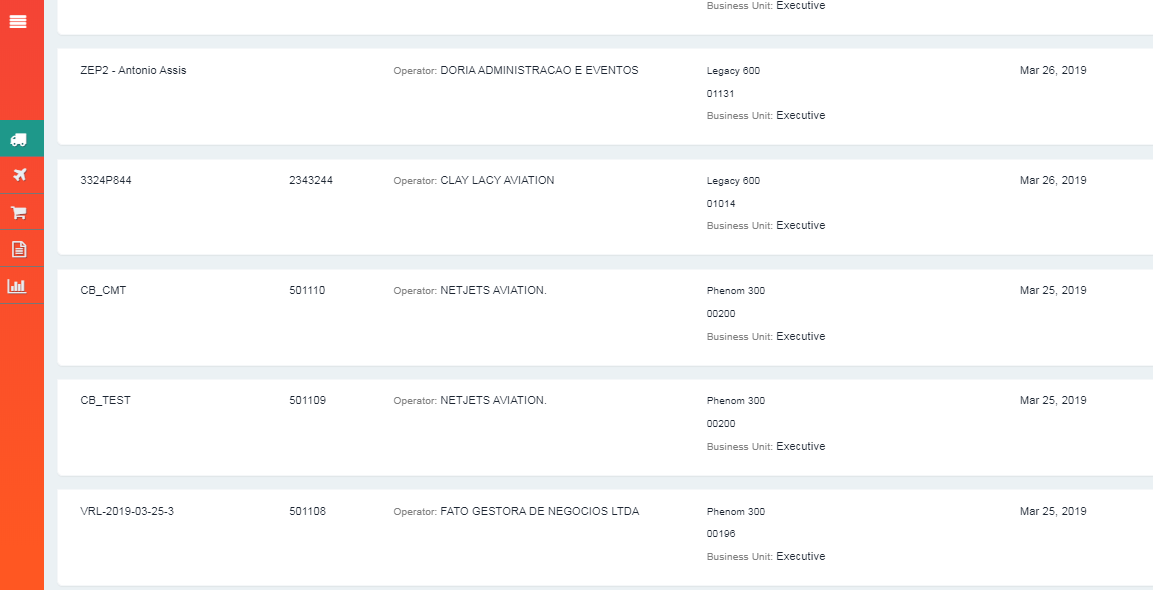 Business Unit: Executive
ZEP2 - Antonio Assis Operator: DORIA ADMINISTRACAO E EVENTOS Legacy 600 Mar 26, 2019
01131
Business Unit: Executive
3324P844 2343244 Operator: CLAY LACY AVIATION Legacy 600 Mar 26, 2019
01014
Business Unit: Executive
CB_CMT 501110 Operator: NETJETS AVIATION. Phenom 300 Mar 25, 2019
00200
Business Unit: Executive
CB_TEST 501109 Operator: NETJETS AVIATION. Phenom 300 Mar 25, 2019
00200
Business Unit: Executive
VRL-2019-03-25-3 501108 Operator: FATO GESTORA DE NEGOCIOS LTDA Phenom 300 Mar 25, 2019
00196
Business Unit: Executive